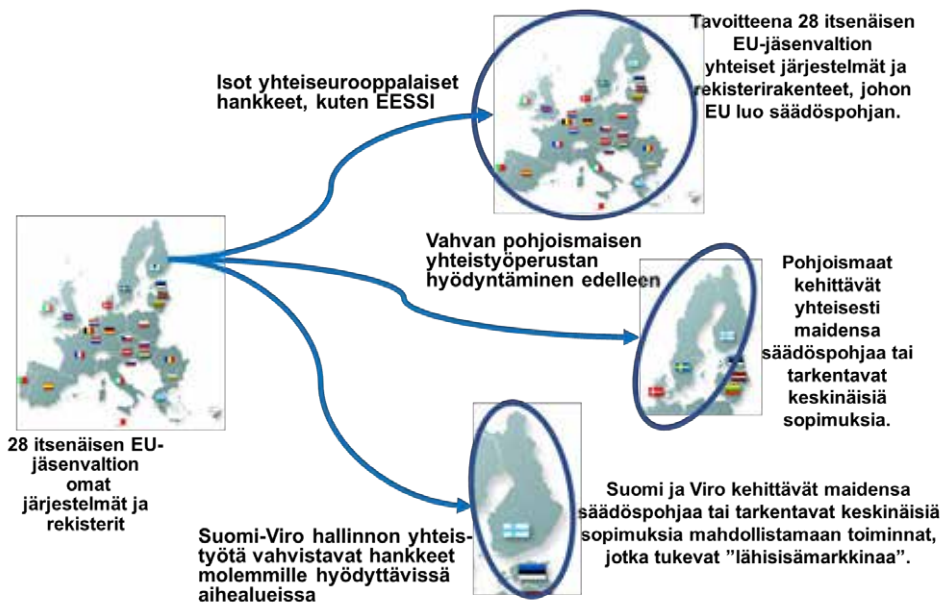 Isot yhteiseurooppalaiset
hankkeet, kuten EESSI
Tavoitteena 28 itsenäisen
EU-jäsenvaltion
yhteiset järjestelmät ja
rekisterirakenteet, johon
EU luo säädöspohjan.
Vahvan pohjoismaisen
yhteistyöperustan
hyödyntäminen edelleen
Pohjoismaat
kehittävät
yhteisesti
maidensa
säädöspohjaa tai
tarkentavat
keskinäisiä
sopimuksia.
28 itsenäisen EU-
jäsenvaltion
omat
järjestelmät ja
rekisterit
Suomi-Viro hallinnon yhteis-
työtä vahvistavat hankkeet
molemmille hyödyttävissä
aihealueissa
Suomi ja Viro kehittävät maidensa
säädöspohjaa tai tarkentavat keskinäisiä
sopimuksia mahdollistamaan toiminnat,
jotka tukevat ”lähisisämarkkinaa”.